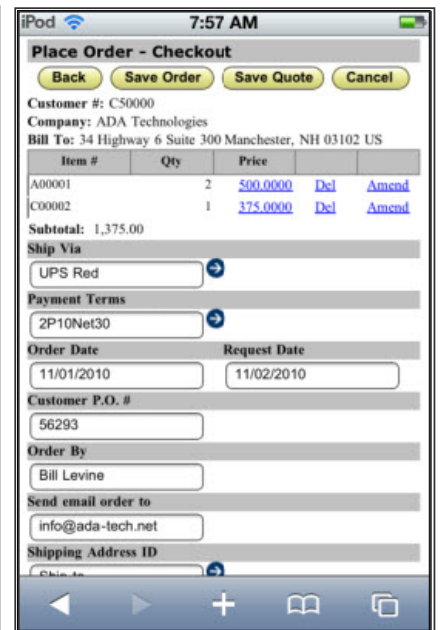 iPod 7:57 AM
Place Order - Checkout
Back Save Order Save Quote Cancel
Customer #: C50000
Company: ADA Technologies
Bill To: 34 Highway 6 Suite 300 Manchester, NH 03102 US
Item # Qty Price
A00001 2 500.0000 Del Amend
C00002 1 375.0000 Del Amend
Subtotal: 1,375.00
Ship Via
UPS Red
Payment Terms
2P10Net30
Order Date Request Date
11/01/2010 11/02/2010
Customer P.O. #
56293
Order By
Bill Levine
Send email order to
info@ada-tech.net
Shipping Address ID
Ship-to